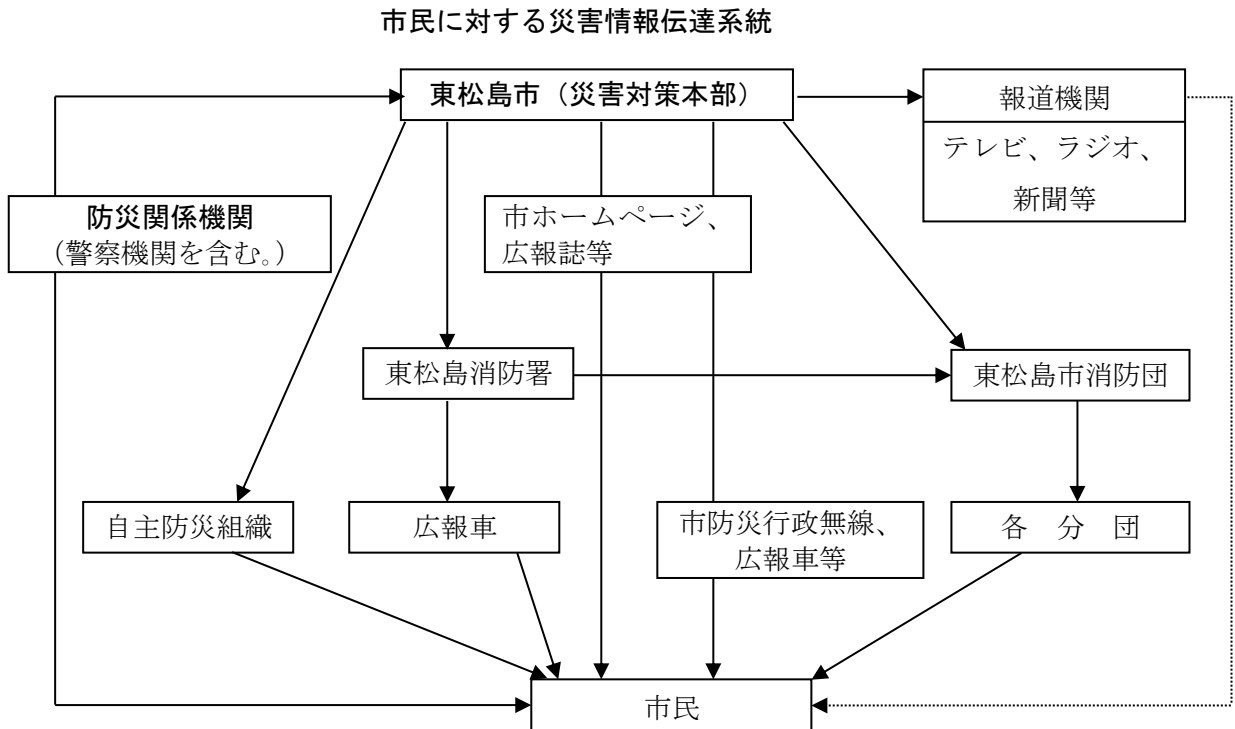 市民に対する災害情報伝達系統
東松島市（災害対策本部）
報道機関
テレビ、ラジオ、
新聞等
防災関係機関
（警察機関を含む。）
市ホームページ、
広報誌等
東松島消防署
東松島市消防団
自主防災組織
広報車
市防災行政無線、
広報車等
各　分　団
市民